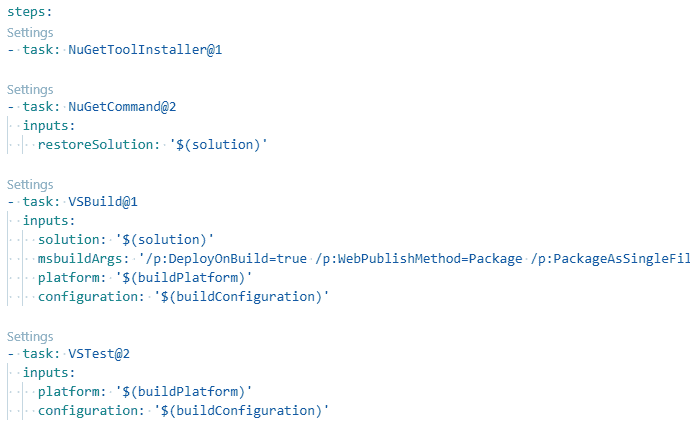 steps:
Settings
- task: NuGetToolInstaller@1
Settings
- task: NuGetCommand@2
  inputs:
    restoreSolution: '$(solution)'
Settings
- task: VSBuild@1
  inputs:
    solution: '$(solution)'
    msbuildArgs: '/p:DeployOnBuild=true /p:WebPublishMethod=Package /p:PackageAsSingleFil
    platform: '$(buildPlatform)'
    configuration: '$(buildConfiguration)'
Settings
- task: VSTest@2
  inputs:
    platform: '$(buildPlatform)'
    configuration: '$(buildConfiguration)'